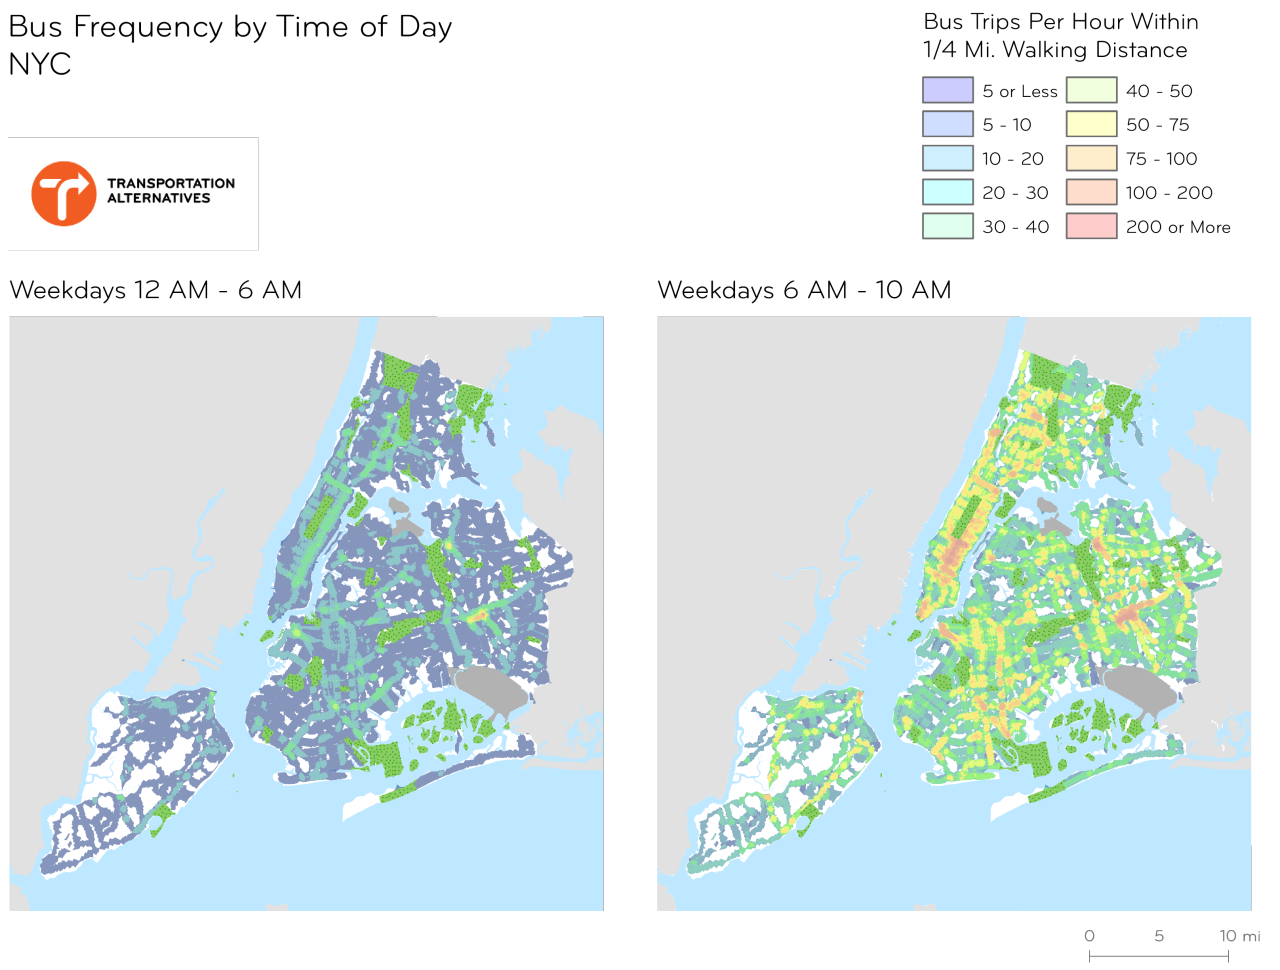 Bus Frequency by Time of Day
NYC
TRANSPORTATION
ALTERNATIVES
Bus Trips Per Hour Within
1/4 Mi. Walking Distance
5 or Less
40 - 50
5 - 10
50 - 75
10 - 20
75 - 100
20 - 30
100 - 200
30 - 40
200 or More
Weekdays 12 AM - 6 AM
Weekdays 6 AM - 10 AM
0 5 10 mi